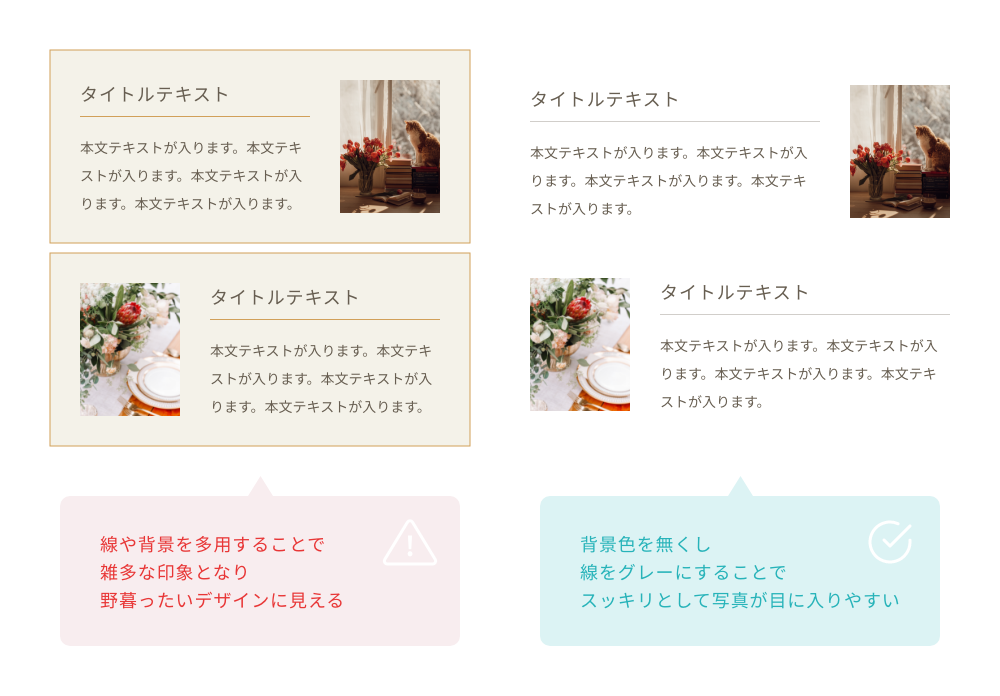 タイトルテキスト
本文テキストが入ります。本文テキ
ストが入ります。本文テキストが入
ります。本文テキストが入ります。
タイトルテキスト
本文テキストが入ります。本文テキ
ストが入ります。本文テキストが入
ります。本文テキストが入ります。
線や背景を多用することで
雑多な印象となり
野暮ったいデザインに見える
タイトルテキスト
本文テキストが入ります。本文テキストが入
ります。本文テキストが入ります。本文テキ
ストが入ります。
タイトルテキスト
本文テキストが入ります。本文テキストが入
ります。本文テキストが入ります。本文テキ
ストが入ります。
背景色を無くし
線をグレーにすることで
スッキリとして写真が目に入りやすい